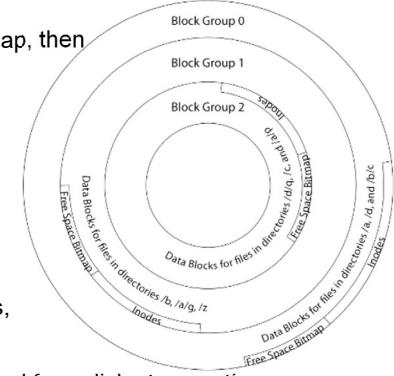 ap, then
Block Group 0
Block Group 1
Block Group 2
Inodes
Free Space Bitmap
Data Blocks for files in directories /d/q, /c, and /a/p
Data Blocks for files in directories /b, /a/g, /z
Free Space Bitmap
Inodes
Data Blocks for files in directories /a, /d, and /b/c
Inodes
Free Space Bitmap
s,